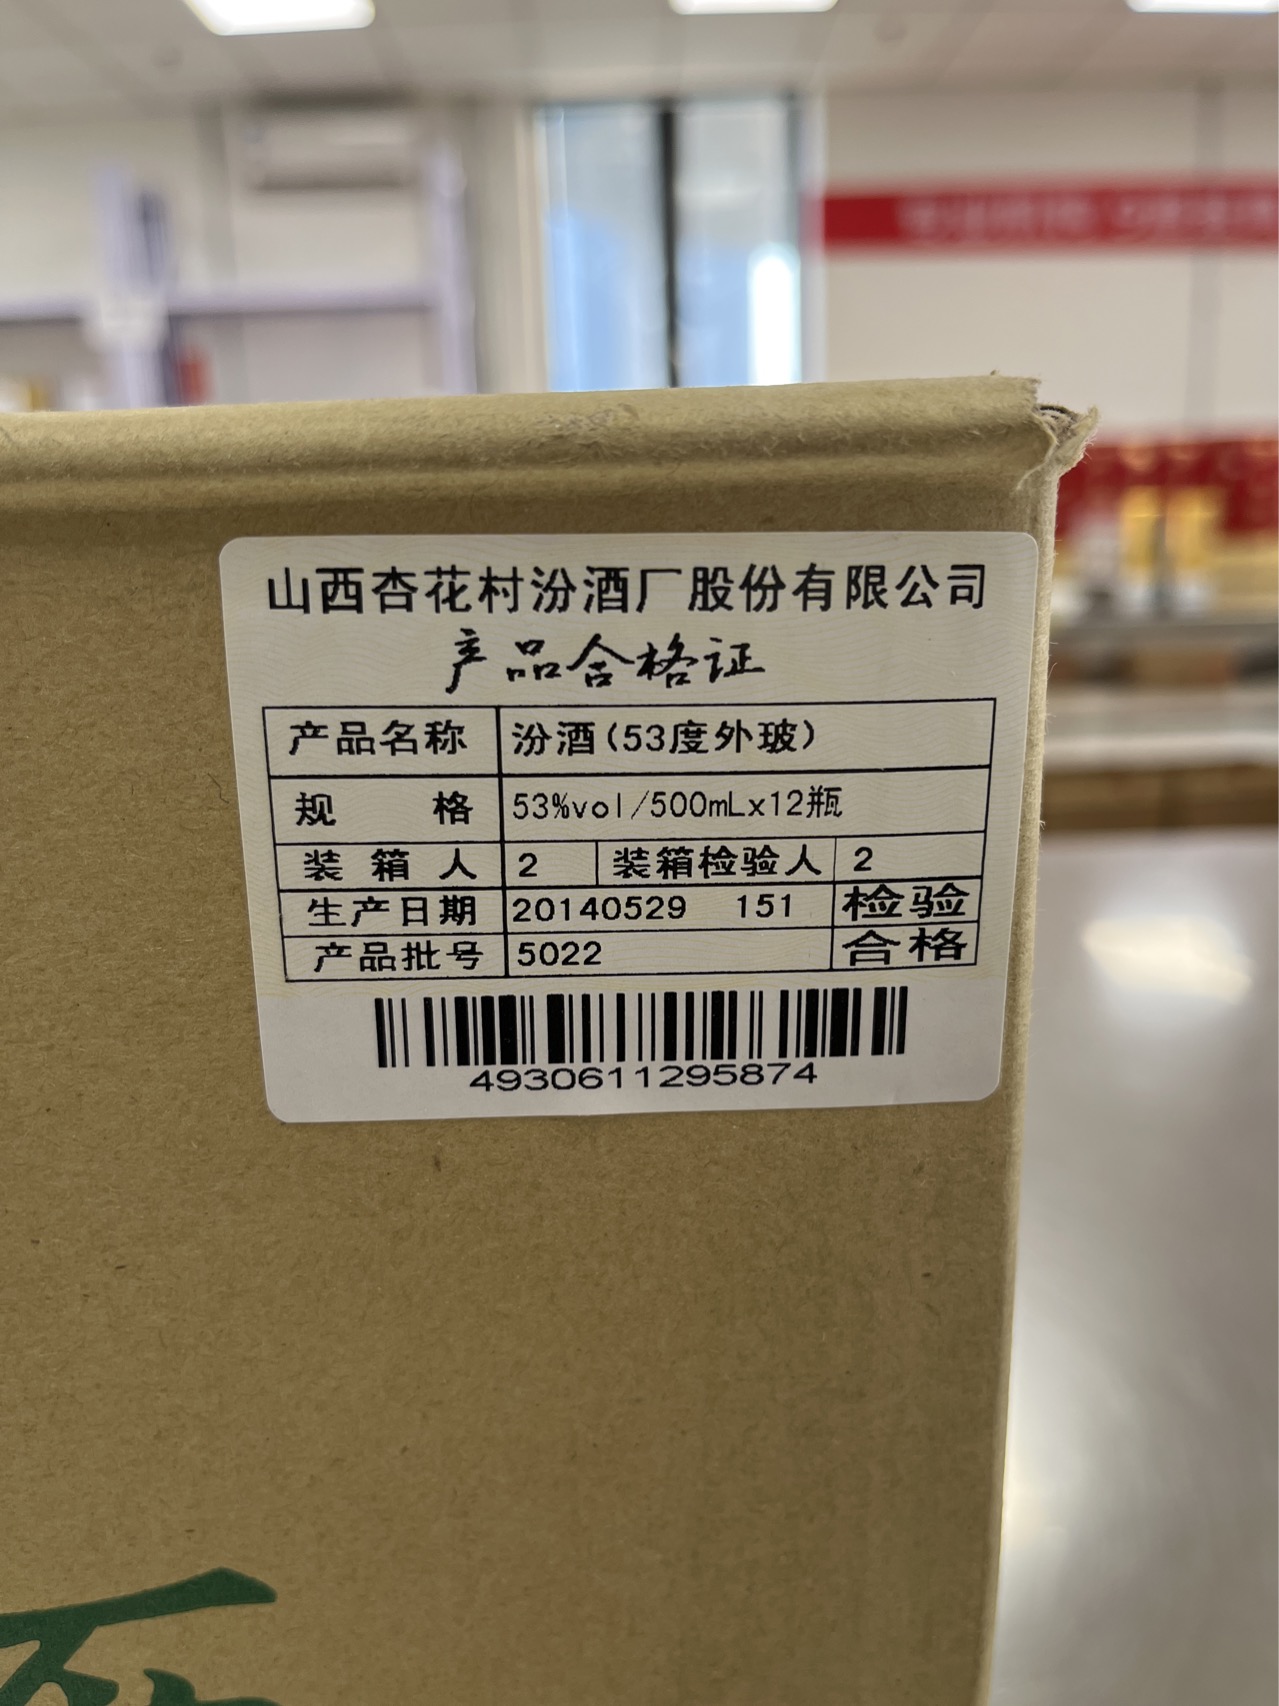 山西杏花村汾酒厂股份有限公司
产品合格证
产品名称 汾酒(53度外玻)
规 格 53%vol/500mLx12瓶
装箱人 2 装箱检验人 2
生产日期 20140529 151 检验
产品批号 5022 合格
4930611295874